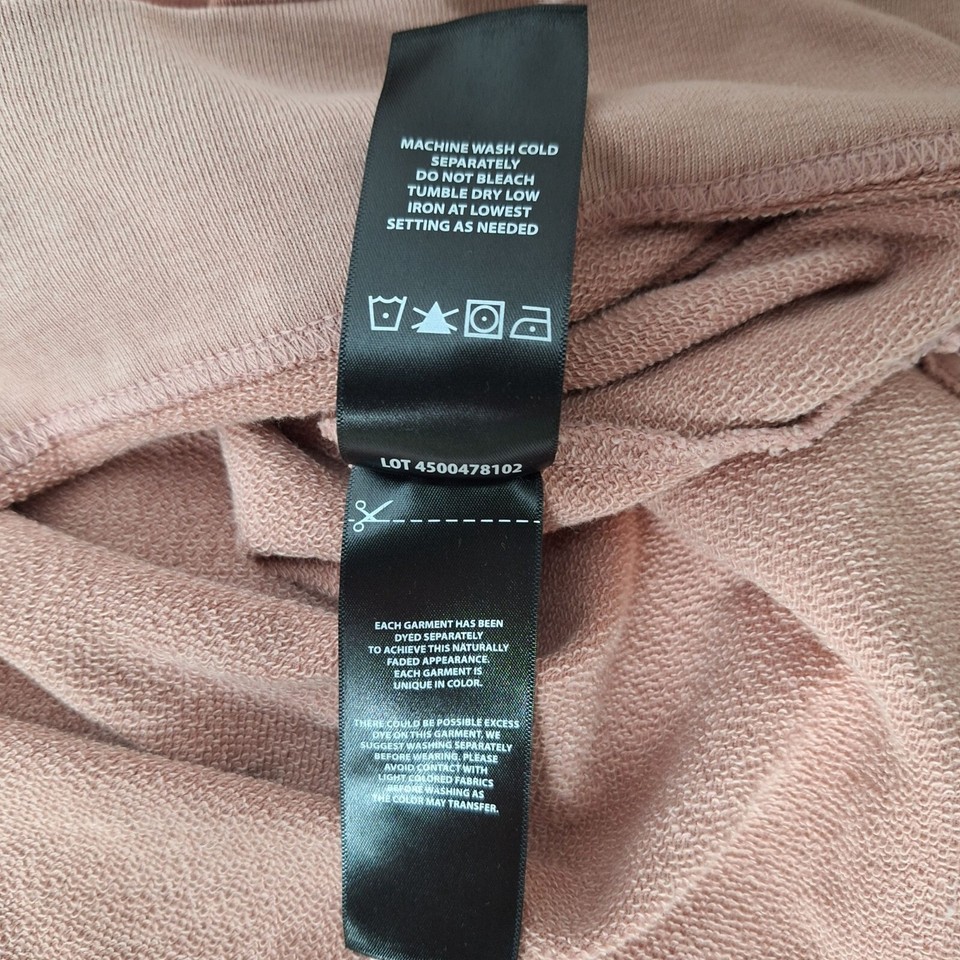 MACHINE WASH COLD
SEPARATELY
DO NOT BLEACH
TUMBLE DRY LOW
IRON AT LOWEST
SETTING AS NEEDED
LOT 4500478102
EACH GARMENT HAS BEEN
DYED SEPARATELY
TO ACHIEVE THIS NATURALLY
FADED APPEARANCE.
EACH GARMENT IS
UNIQUE IN COLOR.
THERE COULD BE POSSIBLE EXCESS
DYE ON THIS GARMENT. WE
SUGGEST WASHING SEPARATELY
BEFORE WEARING. PLEASE
AVOID CONTACT WITH
LIGHT COLORED FABRICS
BEFORE WASHING AS
THE COLOR MAY TRANSFER.